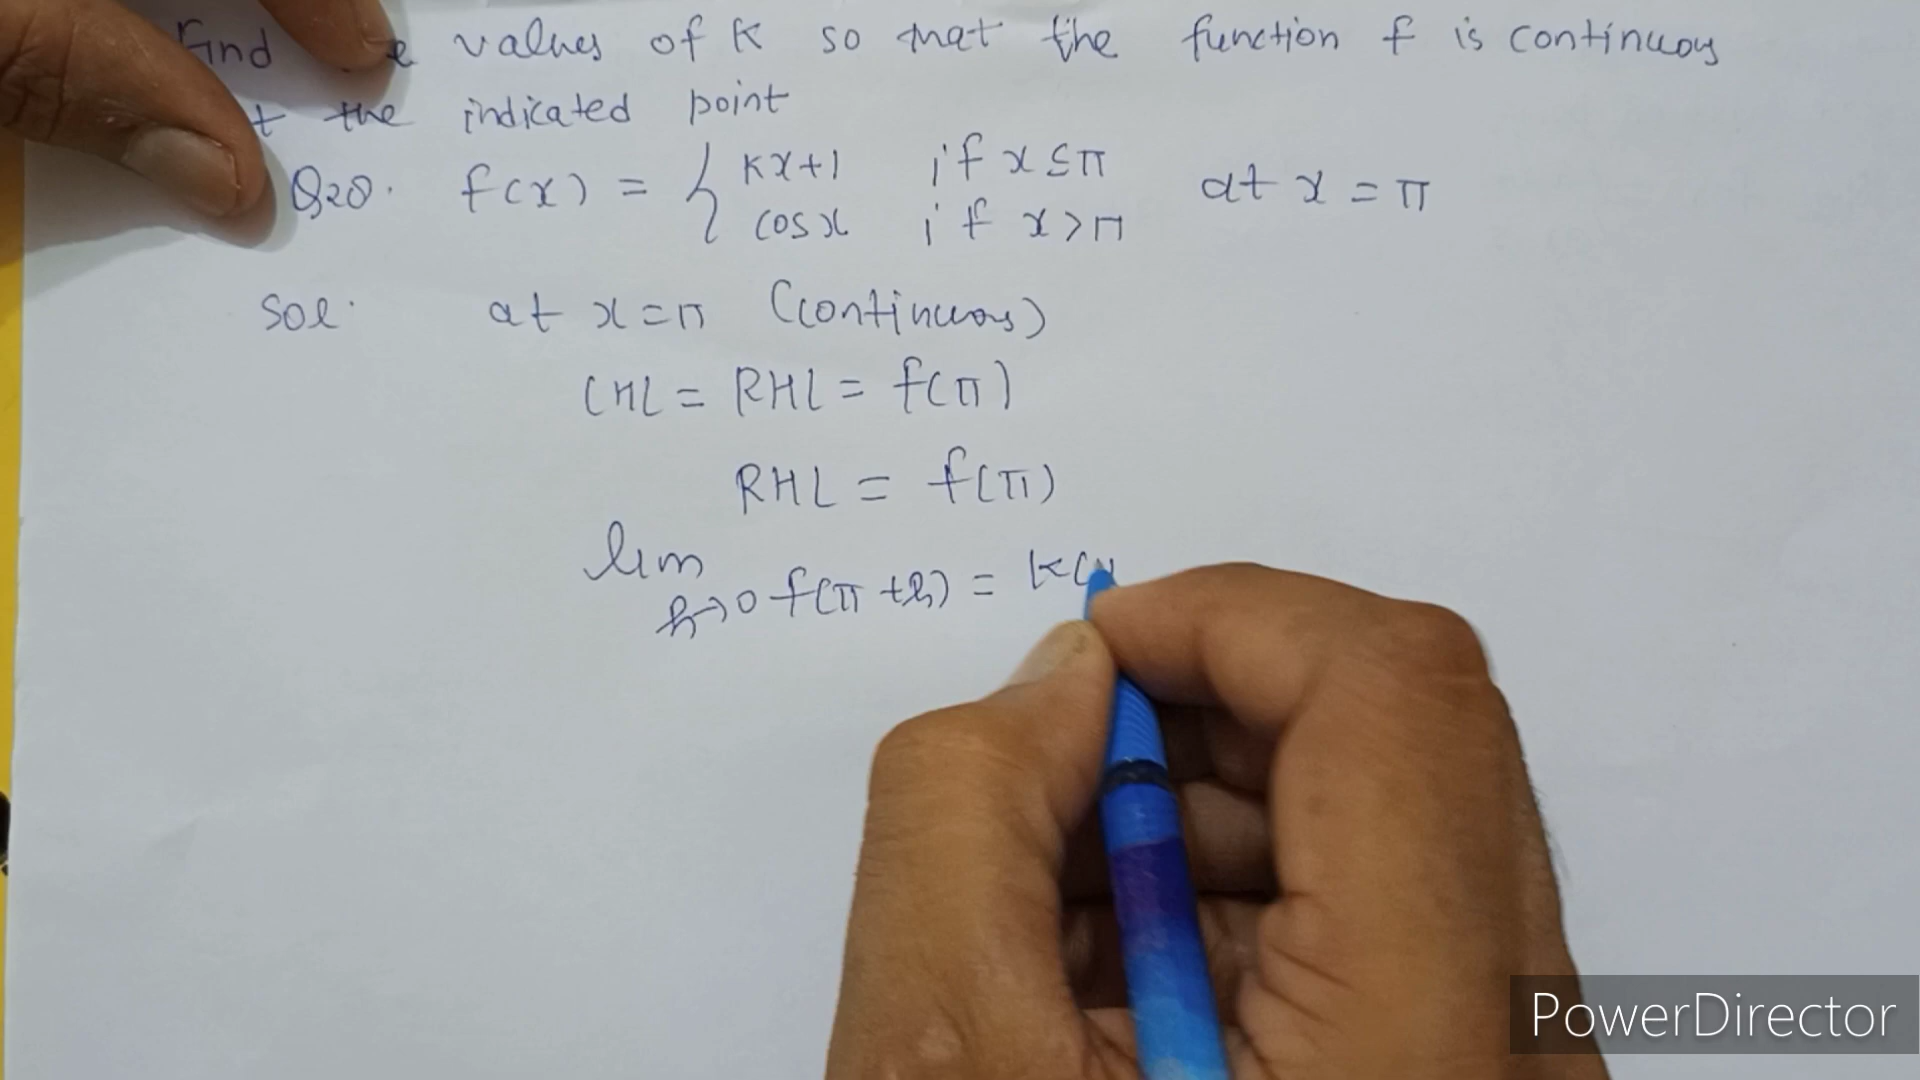 Find values of K so that the function f is continuous
the indicated point
Q20. f(x) = { Kx+1 if x≤π at x = π
cosx if x>π
Sol. at x=π (continuous)
LHL = RHL = f(π)
RHL = f(π)
lim
h→0 f(π+h) = K(
PowerDirector